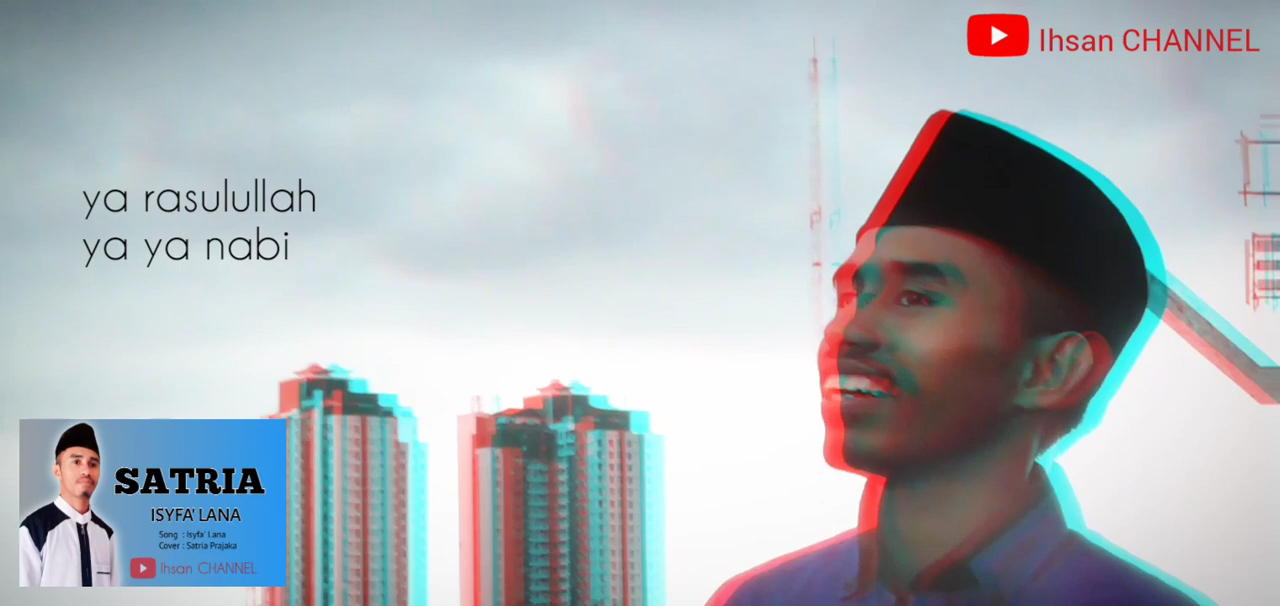 Ihsan CHANNEL
ya rasulullah
ya ya nabi
SATRIA
ISYFA' LANA
Song : Isyfa' Lana
Cover : Satria Prajaka
Ihsan CHANNEL